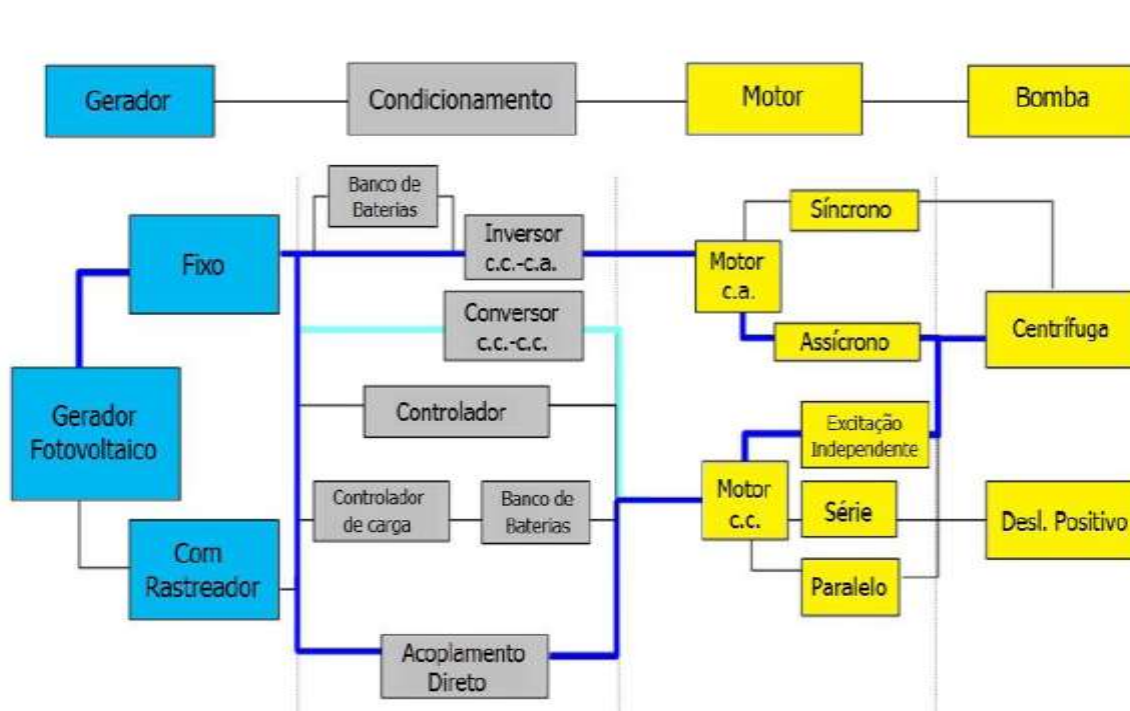 Gerador
Condicionamento
Motor
Bomba
Banco de
Baterias
Síncrono
Fixo
Inversor
c.c.-c.a.
Motor
c.a.
Conversor
c.c.-c.c.
Assícrono
Centrífuga
Gerador
Fotovoltaico
Controlador
Excitação
Independente
Controlador
de carga
Banco de
Baterias
Motor
c.c.
Série
Desl. Positivo
Com
Rastreador
Paralelo
Acoplamento
Direto